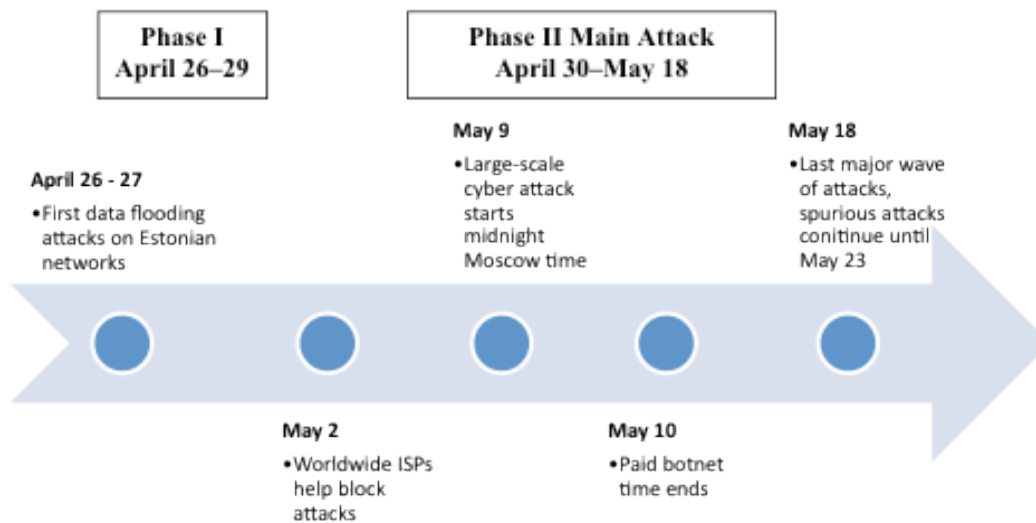 Phase I
April 26–29
Phase II Main Attack
April 30–May 18
April 26 - 27
•First data flooding
attacks on Estonian
networks
May 2
•Worldwide ISPs
help block
attacks
May 9
•Large-scale
cyber attack
starts
midnight
Moscow time
May 10
•Paid botnet
time ends
May 18
•Last major wave
of attacks,
spurious attacks
conitinue until
May 23